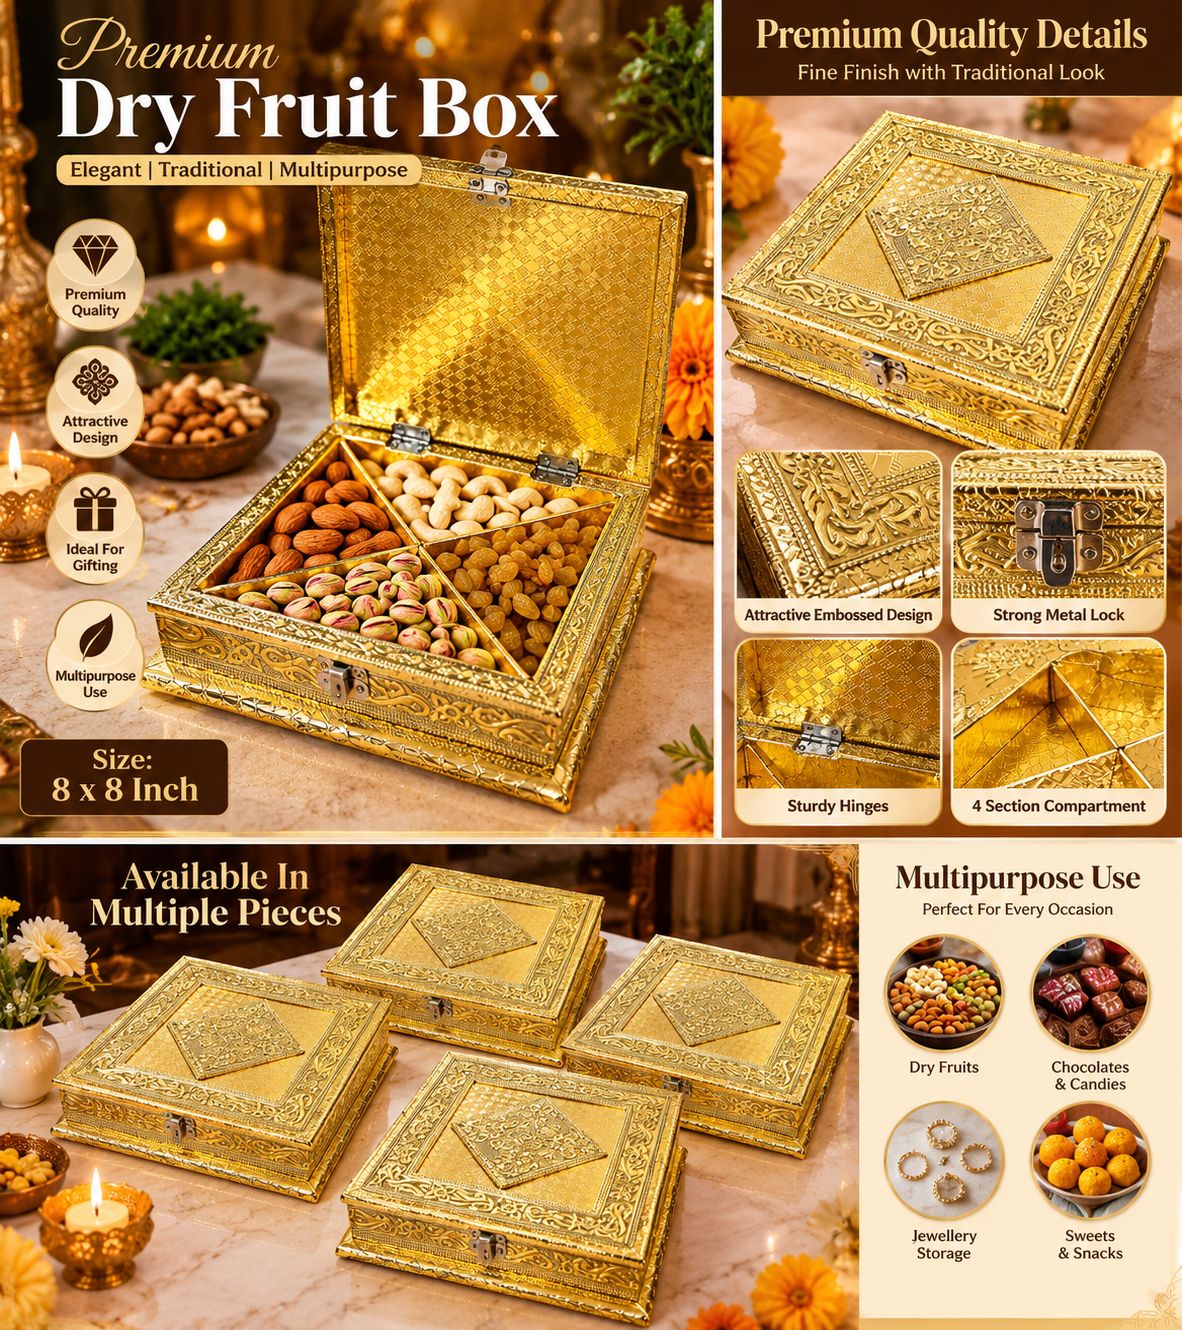 Premium
Dry Fruit Box
Elegant | Traditional | Multipurpose
Premium
Quality
Attractive
Design
Ideal For
Gifting
Multipurpose
Use
Size:
8 x 8 Inch
Premium Quality Details
Fine Finish with Traditional Look
Attractive Embossed Design
Strong Metal Lock
Sturdy Hinges
4 Section Compartment
Available In
Multiple Pieces
Multipurpose Use
Perfect For Every Occasion
Dry Fruits
Chocolates
& Candies
Jewellery
Storage
Sweets
& Snacks